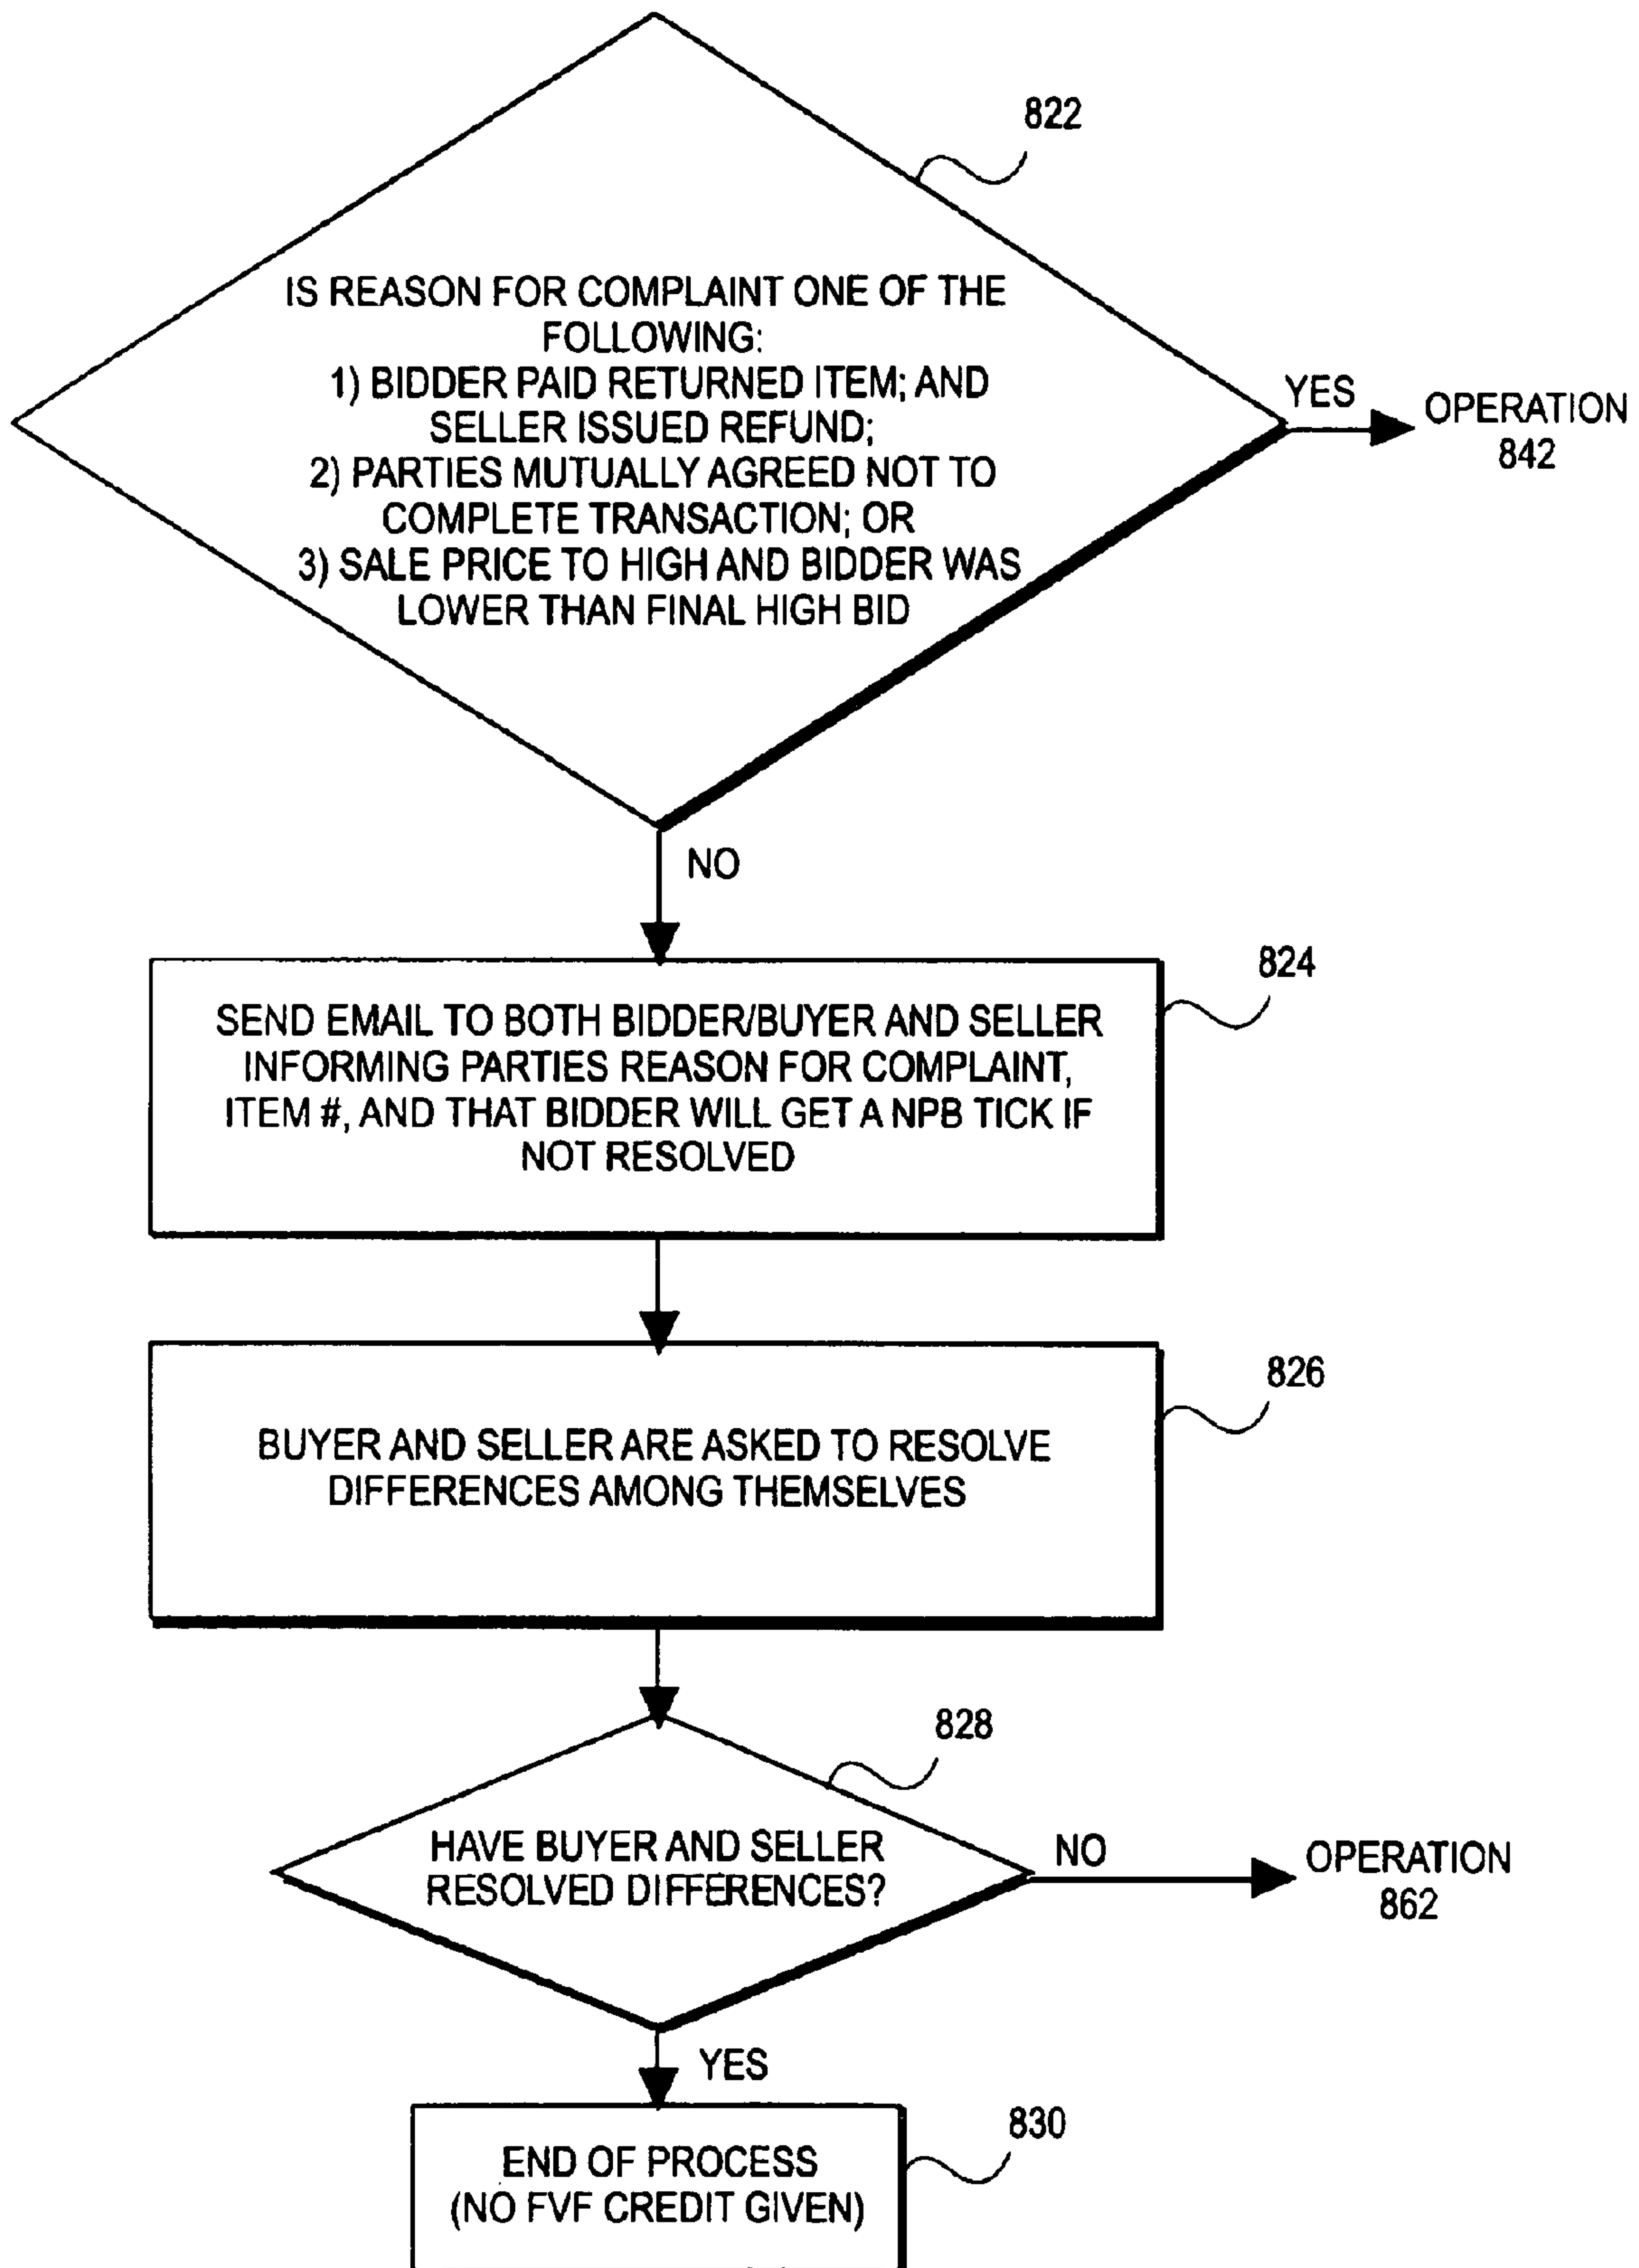 822
IS REASON FOR COMPLAINT ONE OF THE
FOLLOWING:
1) BIDDER PAID RETURNED ITEM; AND
SELLER ISSUED REFUND;
2) PARTIES MUTUALLY AGREED NOT TO
COMPLETE TRANSACTION; OR
3) SALE PRICE TO HIGH AND BIDDER WAS
LOWER THAN FINAL HIGH BID
YES
OPERATION
842
NO
824
SEND EMAIL TO BOTH BIDDER/BUYER AND SELLER
INFORMING PARTIES REASON FOR COMPLAINT,
ITEM #, AND THAT BIDDER WILL GET A NPB TICK IF
NOT RESOLVED
826
BUYER AND SELLER ARE ASKED TO RESOLVE
DIFFERENCES AMONG THEMSELVES
828
HAVE BUYER AND SELLER
RESOLVED DIFFERENCES?
NO
OPERATION
862
YES
830
END OF PROCESS
(NO FVF CREDIT GIVEN)